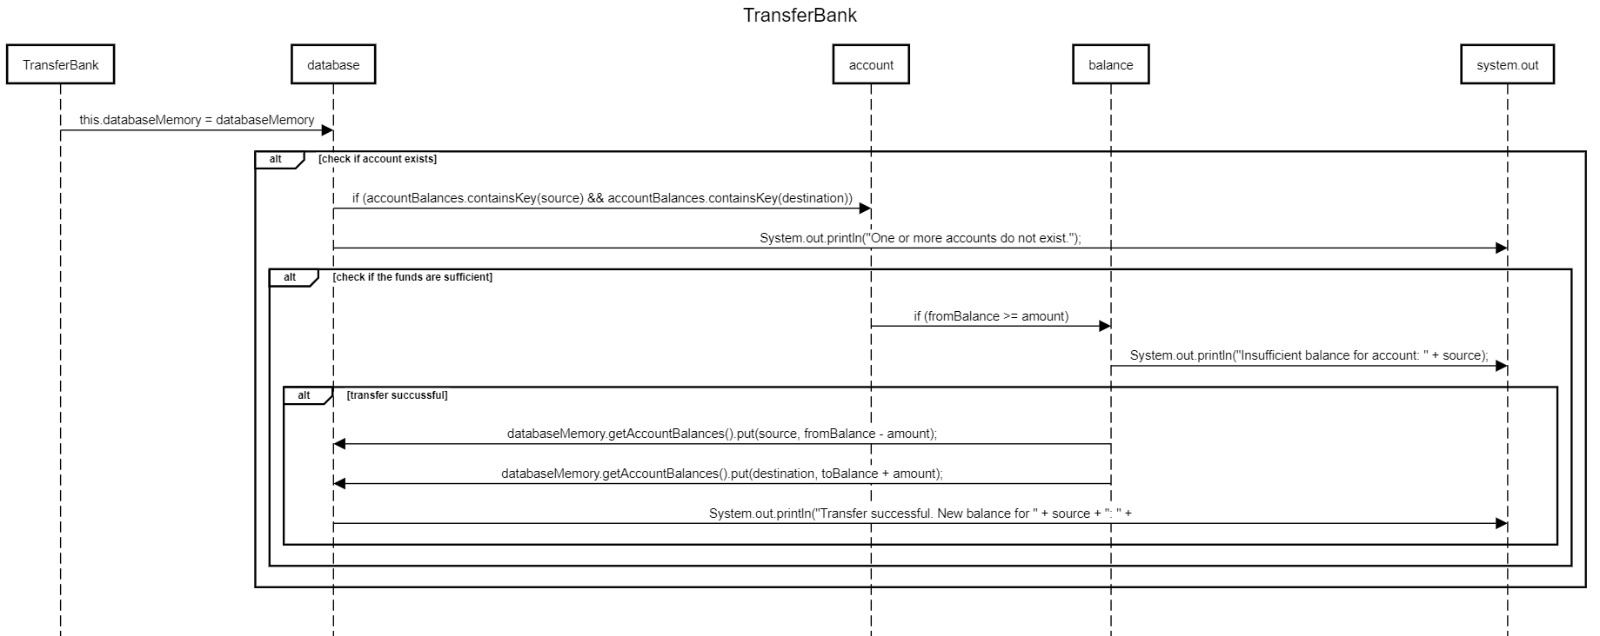 TransferBank
TransferBank
database
account
balance
system.out
this.databaseMemory = databaseMemory
alt
[check if account exists]
if (accountBalances.containsKey(source) && accountBalances.containsKey(destination))
System.out.println("One or more accounts do not exist.");
alt
[check if the funds are sufficient]
if (fromBalance >= amount)
System.out.println("Insufficient balance for account: " + source);
alt
[transfer succussful]
databaseMemory.getAccountBalances().put(source, fromBalance - amount);
databaseMemory.getAccountBalances().put(destination, toBalance + amount);
System.out.println("Transfer successful. New balance for " + source + ": " +